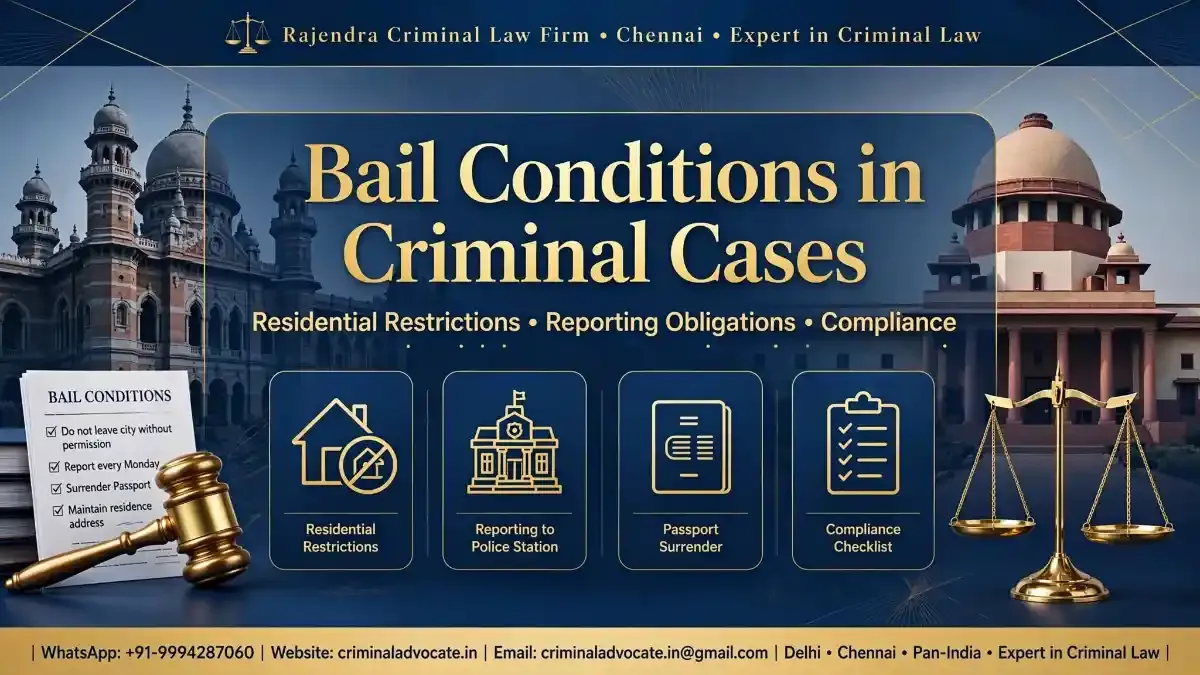 Rajendra Criminal Law Firm • Chennai • Expert in Criminal Law
Bail Conditions in
Criminal Cases
Residential Restrictions • Reporting Obligations • Compliance
BAIL CONDITIONS
Do not leave city without
permission
Report every Monday
Surrender Passport
Maintain residence
address
Residential
Restrictions
Reporting to
Police Station
Passport
Surrender
Compliance
Checklist
| WhatsApp: +91-9994287060 | Website: criminaladvocate.in | Email: criminaladvocate.in@gmail.com | Delhi • Chennai • Pan-India • Expert in Criminal Law |